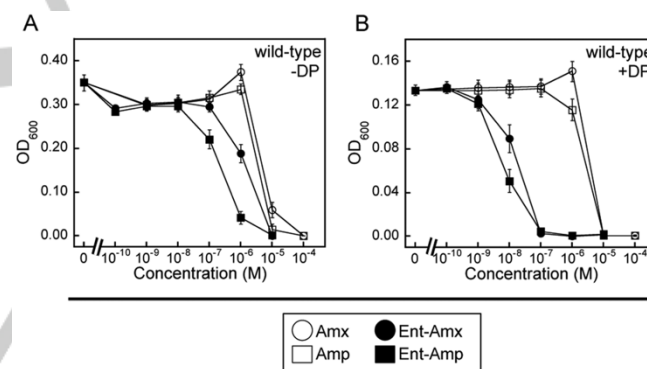 A
wild-type
-DP
OD600
0.40
0.30
0.20
0.10
0.00
0 10-10 10-9 10-8 10-7 10-6 10-5 10-4
Concentration (M)
B
wild-type
+DP
OD600
0.16
0.12
0.08
0.04
0.00
0 10-10 10-9 10-8 10-7 10-6 10-5 10-4
Concentration (M)
Amx Ent-Amx
Amp Ent-Amp